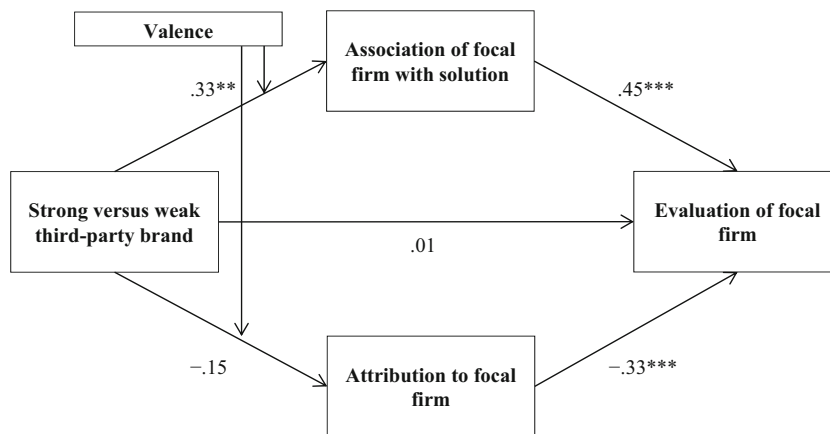 Valence
Association of focal
firm with solution
.33**
.45***
Strong versus weak
third-party brand
Evaluation of focal
firm
.01
−.15
Attribution to focal
firm
−.33***